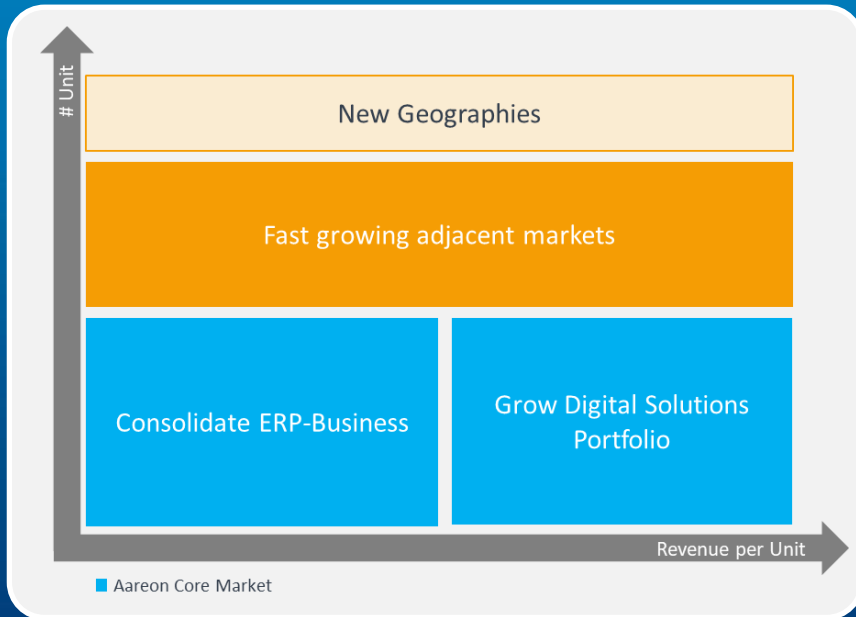 # Unit
New Geographies
Fast growing adjacent markets
Consolidate ERP-Business
Grow Digital Solutions
Portfolio
Revenue per Unit
Aareon Core Market